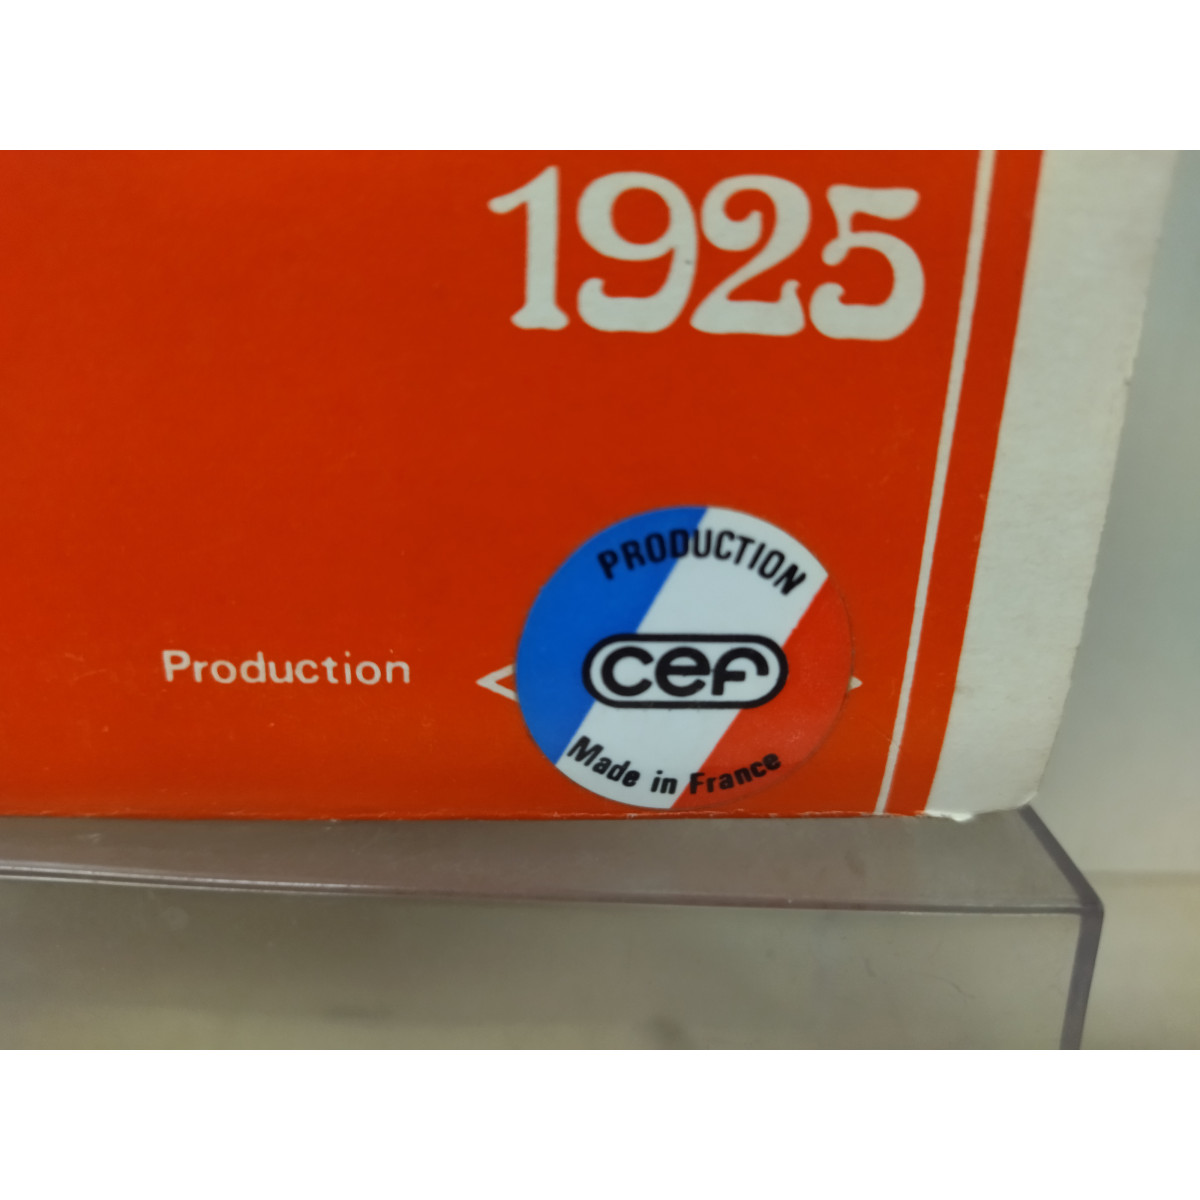 1925
Production
PRODUCTION
cef
Made in France